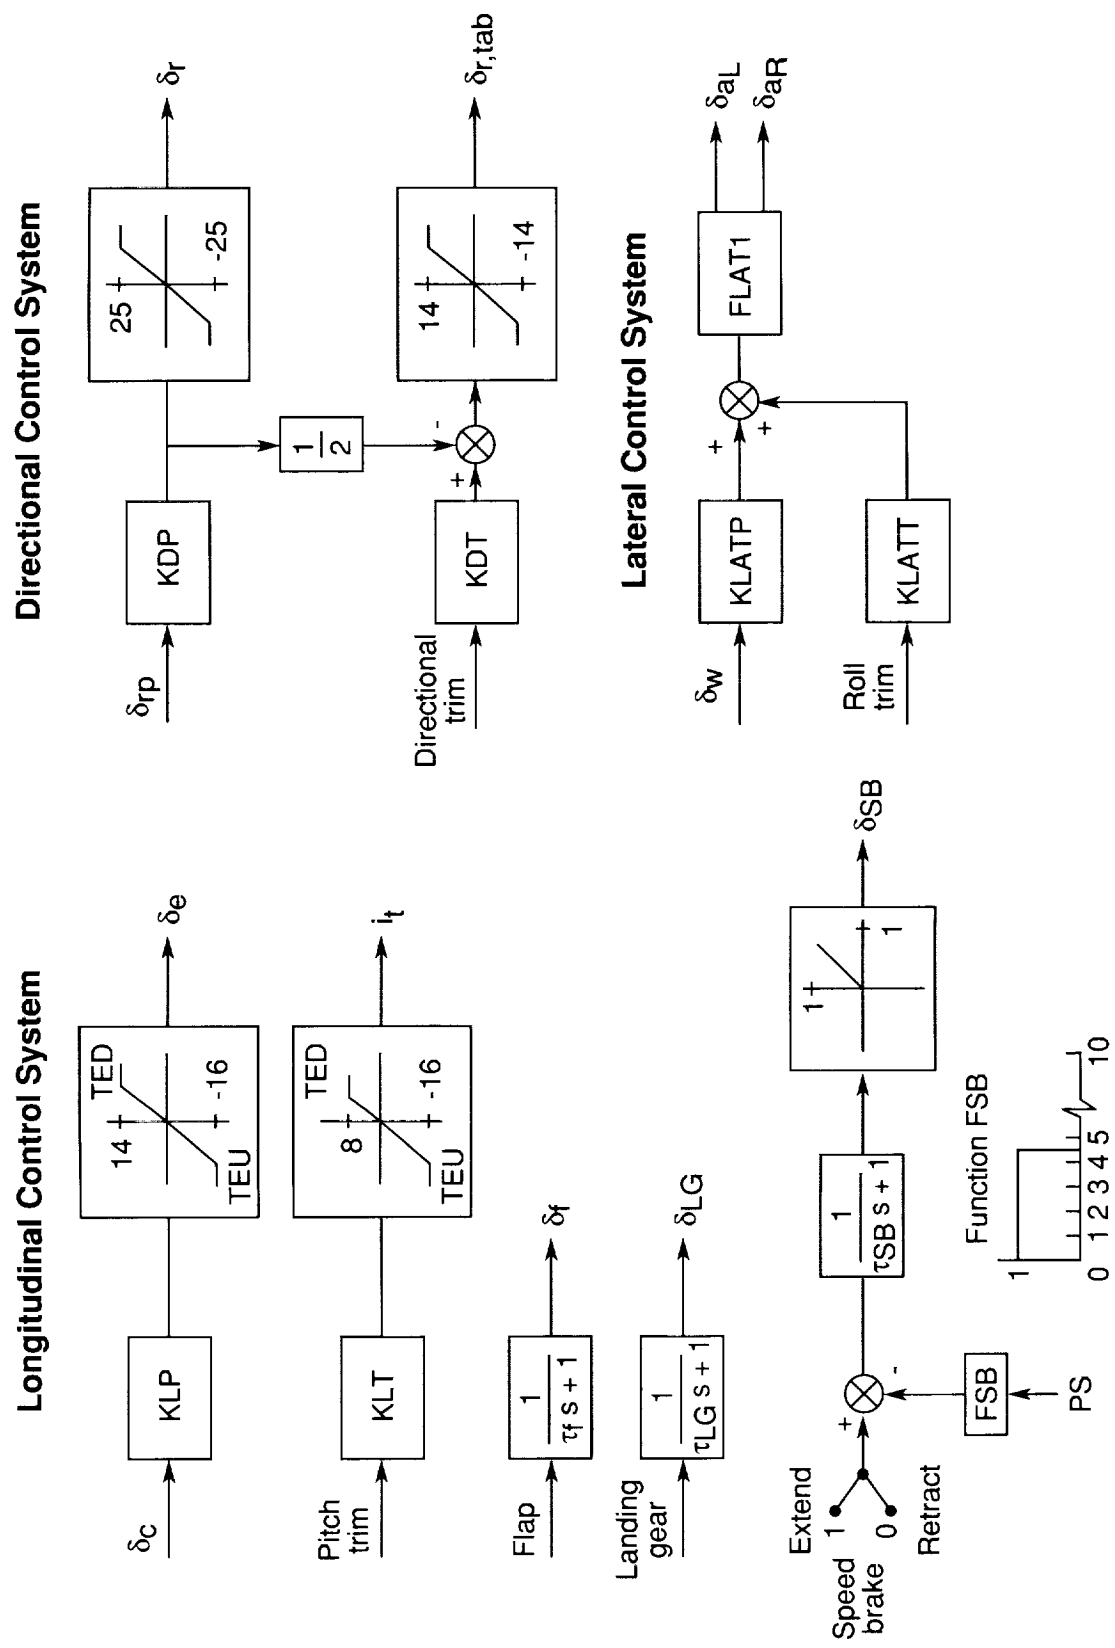 Longitudinal Control System
δc
KLP
14
TED
-16
TEU
δe
Pitch
trim
KLT
8
TED
-16
TEU
it
Flap
1
τf s + 1
δf
Landing
gear
1
τLG s + 1
δLG
Speed
brake
Extend
1
0
Retract
+
-
FSB
PS
1
τSB s + 1
1
1
δSB
Function FSB
1
0 1 2 3 4 5 10
Directional Control System
δrp
KDP
25
-25
δr
1
2
Directional
trim
KDT
+
-
14
-14
δr,tab
Lateral Control System
δw
KLATP
+
+
FLAT1
δaL
δaR
Roll
trim
KLATT